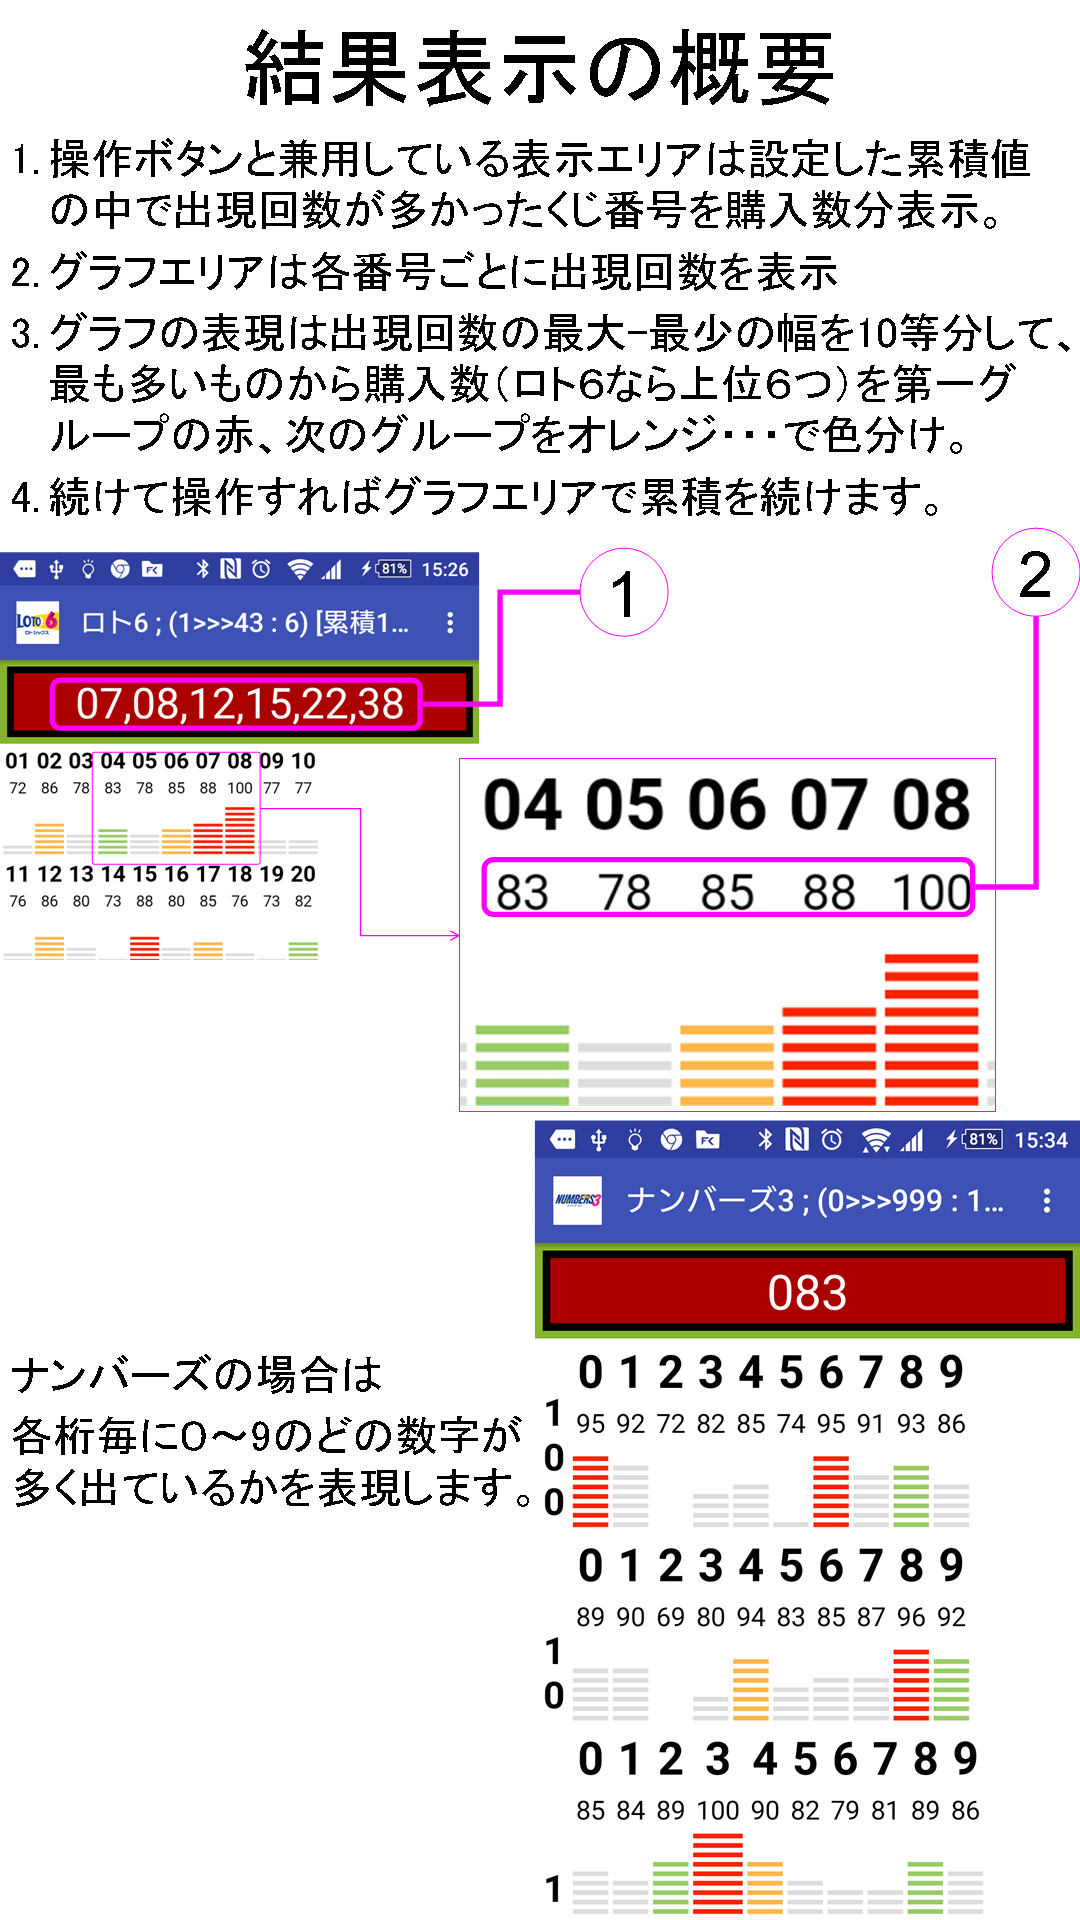 結果表示の概要
1. 操作ボタンと兼用している表示エリアは設定した累積値
の中で出現回数が多かったくじ番号を購入数分表示。
2. グラフエリアは各番号ごとに出現回数を表示
3. グラフの表現は出現回数の最大-最少の幅を10等分して、
最も多いものから購入数（ロト６なら上位６つ）を第一グ
ループの赤、次のグループをオレンジ・・・で色分け。
4. 続けて操作すればグラフエリアで累積を続けます。
81% 15:26
LOTO 6
ロト・シックス
ロト6 ; (1>>>43 : 6) [累積1...
07,08,12,15,22,38
1
2
01 02 03 04 05 06 07 08 09 10
72 86 78 83 78 85 88 100 77 77
11 12 13 14 15 16 17 18 19 20
76 86 80 73 88 80 85 76 73 82
04 05 06 07 08
83 78 85 88 100
81% 15:34
NUMBERS3
ナンバーズ3 ; (0>>>999 : 1...
083
ナンバーズの場合は
各桁毎に０～9のどの数字が
多く出ているかを表現します。
0 1 2 3 4 5 6 7 8 9
95 92 72 82 85 74 95 91 93 86
1
0
0
0 1 2 3 4 5 6 7 8 9
89 90 69 80 94 83 85 87 96 92
1
0
0 1 2 3 4 5 6 7 8 9
85 84 89 100 90 82 79 81 89 86
1